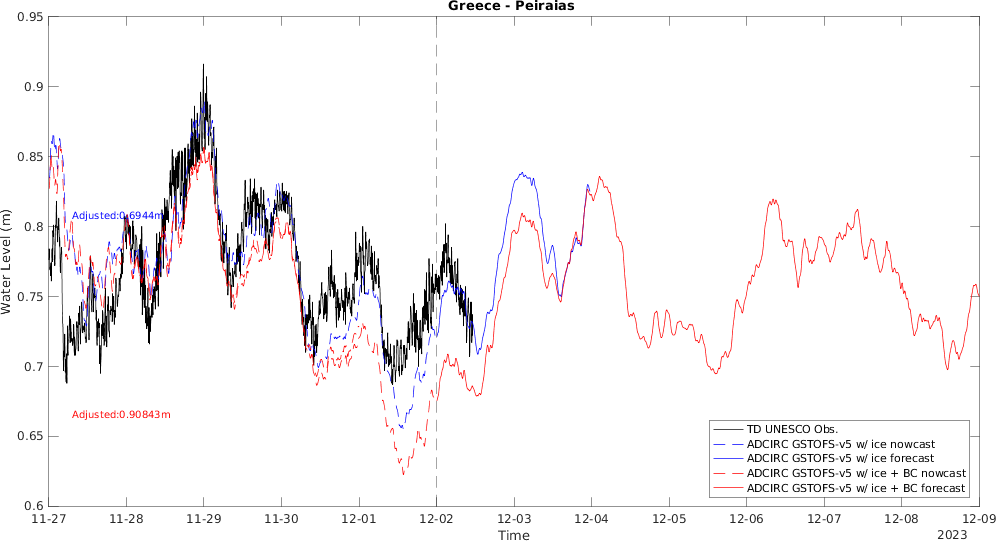 Greece - Peiraias
0.95
0.9
0.85
0.8
0.75
0.7
0.65
0.6
Water Level (m)
Adjusted:0.6944m
Adjusted:0.90843m
TD UNESCO Obs.
ADCIRC GSTOFS-v5 w/ ice nowcast
ADCIRC GSTOFS-v5 w/ ice forecast
ADCIRC GSTOFS-v5 w/ ice + BC nowcast
ADCIRC GSTOFS-v5 w/ ice + BC forecast
11-27 11-28 11-29 11-30 12-01 12-02 12-03 12-04 12-05 12-06 12-07 12-08 12-09
Time
2023